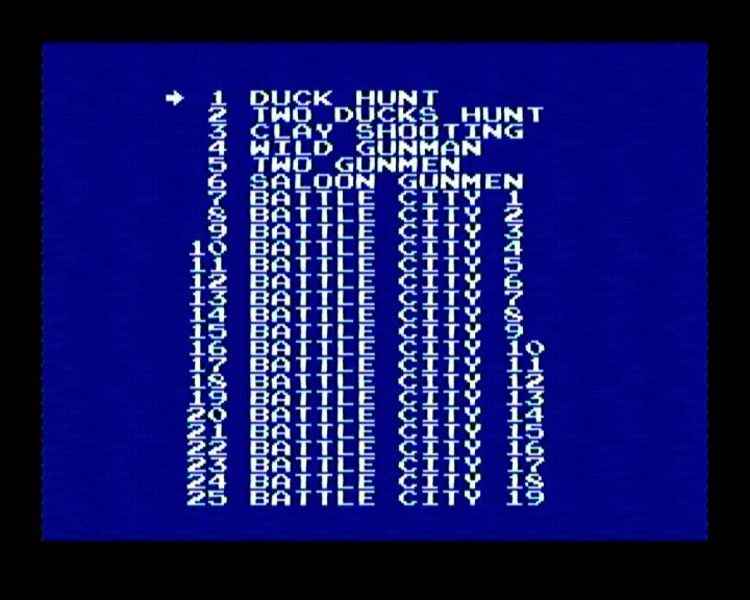 → 1 DUCK HUNT
2 TWO DUCKS HUNT
3 CLAY SHOOTING
4 WILD GUNMAN
5 TWO GUNMEN
6 SALOON GUNMEN
7 BATTLE CITY 1
8 BATTLE CITY 2
9 BATTLE CITY 3
10 BATTLE CITY 4
11 BATTLE CITY 5
12 BATTLE CITY 6
13 BATTLE CITY 7
14 BATTLE CITY 8
15 BATTLE CITY 9
16 BATTLE CITY 10
17 BATTLE CITY 11
18 BATTLE CITY 12
19 BATTLE CITY 13
20 BATTLE CITY 14
21 BATTLE CITY 15
22 BATTLE CITY 16
23 BATTLE CITY 17
24 BATTLE CITY 18
25 BATTLE CITY 19